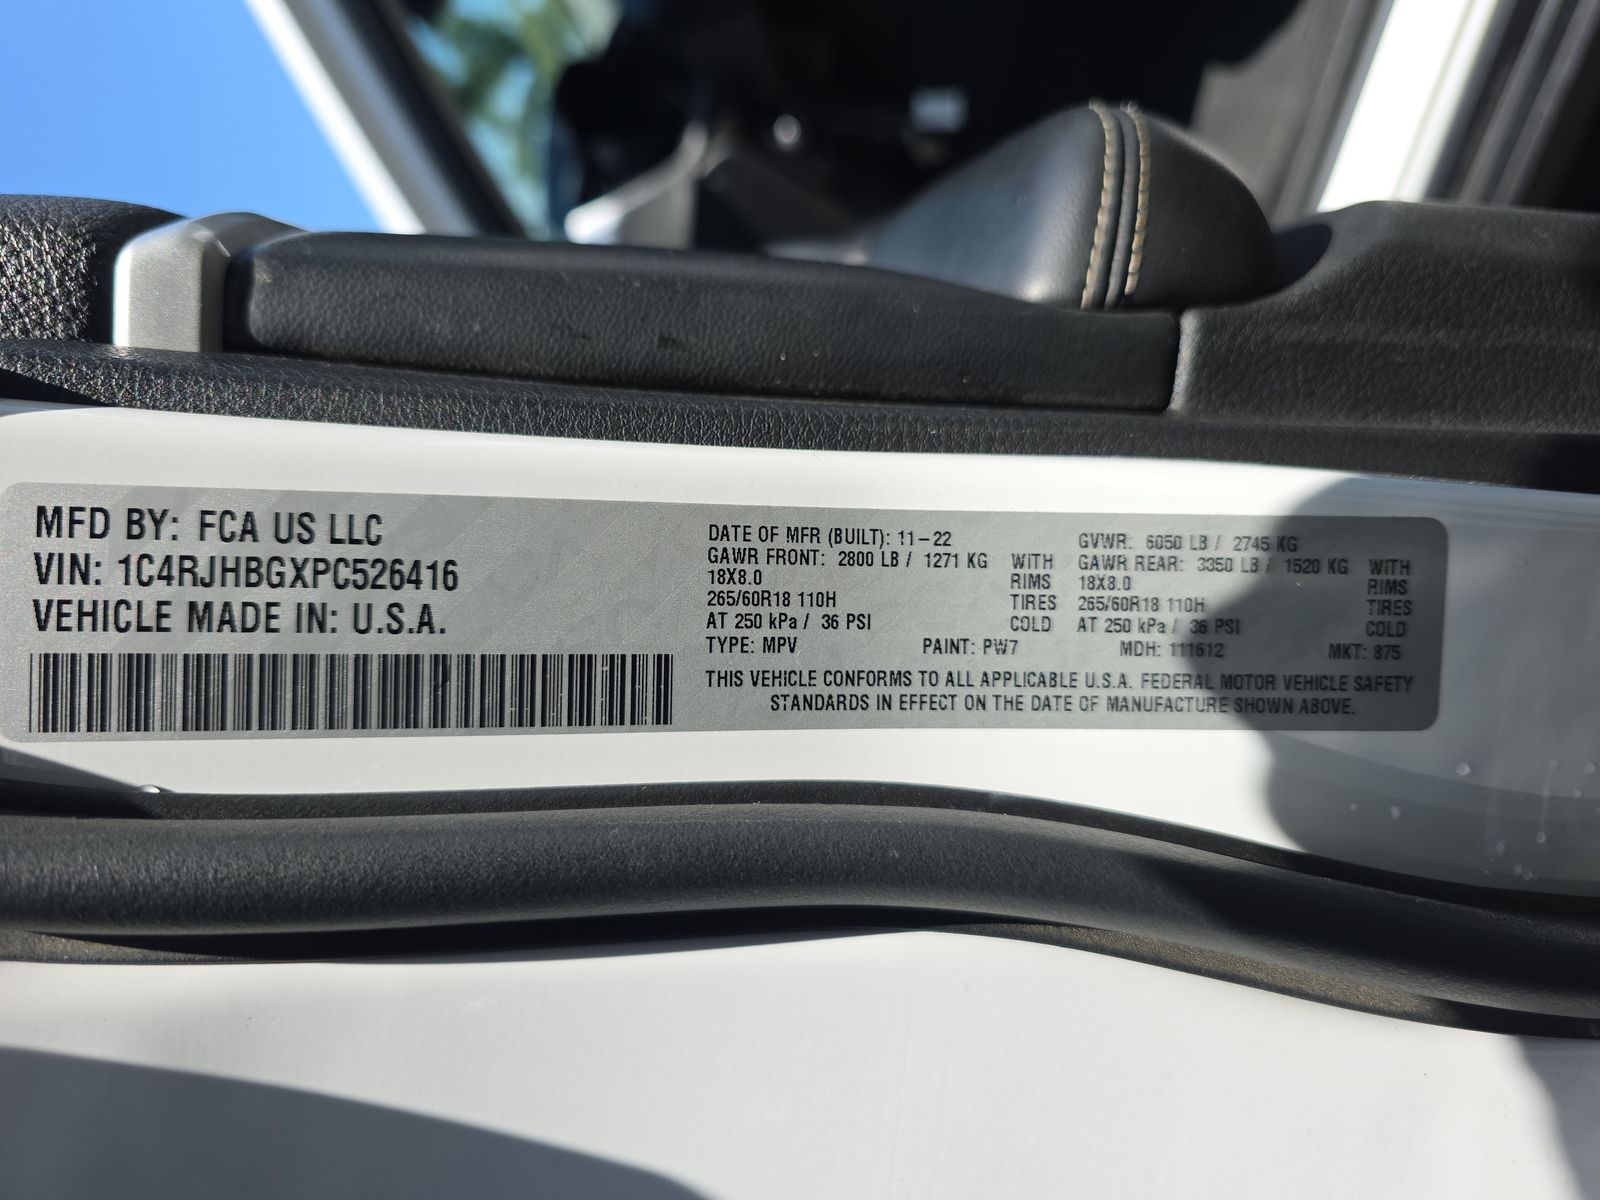 MFD BY: FCA US LLC
VIN: 1C4RJHBGXPC526416
VEHICLE MADE IN: U.S.A.
DATE OF MFR (BUILT): 11-22 GVWR: 6050 LB / 2745 KG
GAWR FRONT: 2800 LB / 1271 KG WITH GAWR REAR: 3350 LB / 1520 KG WITH
18X8.0 RIMS 18X8.0 RIMS
265/60R18 110H TIRES 265/60R18 110H TIRES
AT 250 kPa / 36 PSI COLD AT 250 kPa / 36 PSI COLD
TYPE: MPV PAINT: PW7 MDH: 111612 MKT: 875
THIS VEHICLE CONFORMS TO ALL APPLICABLE U.S.A. FEDERAL MOTOR VEHICLE SAFETY
STANDARDS IN EFFECT ON THE DATE OF MANUFACTURE SHOWN ABOVE.